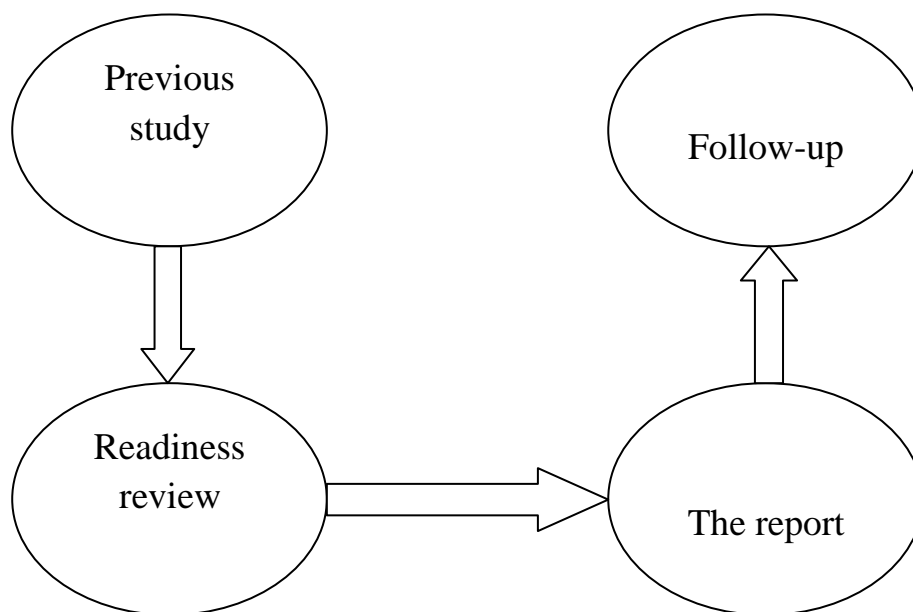 Previous
study
Follow-up
Readiness
review
The report